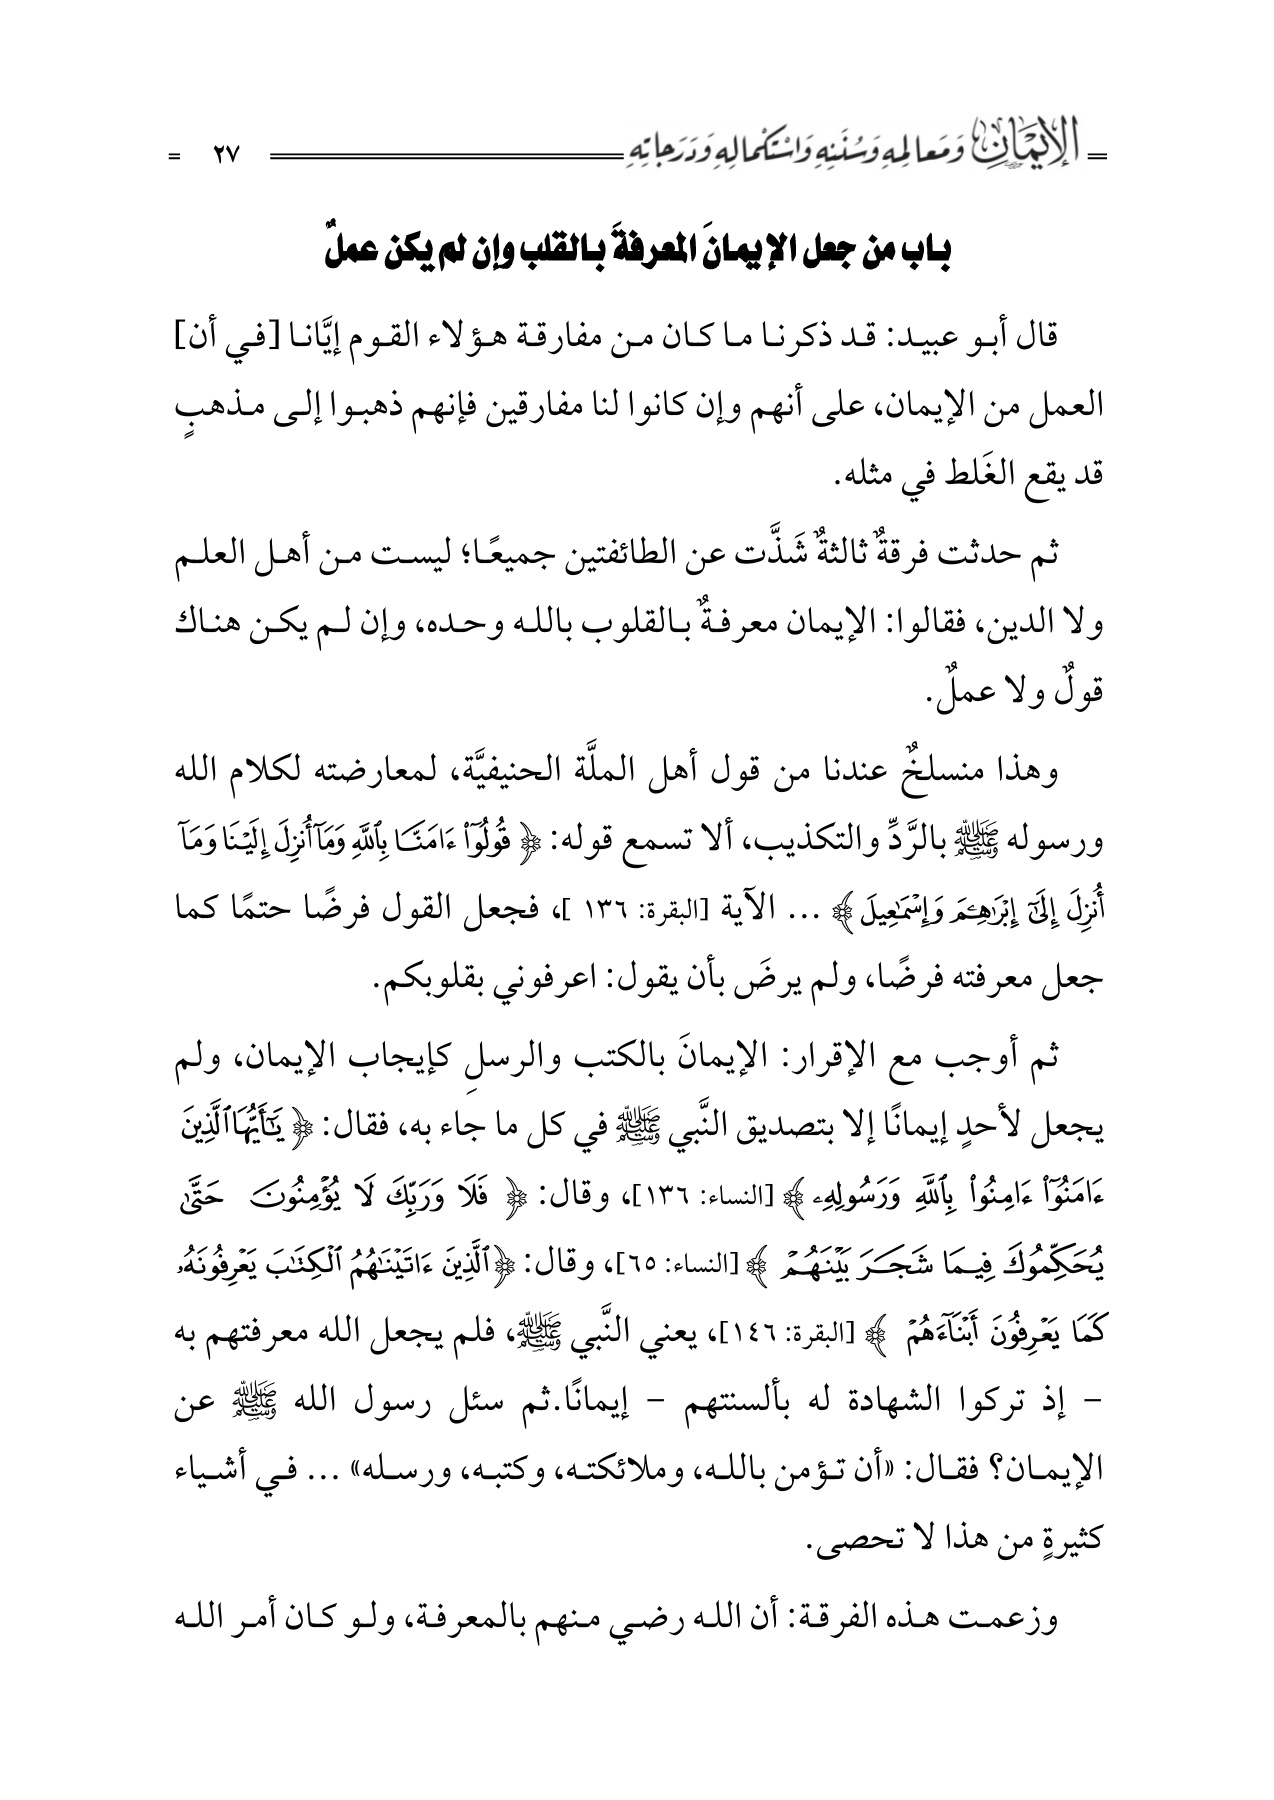 الإيمَانِ وَمَعالمِهِ وَسُنَنِهِ وَاسْتكْمالِهِ وَدَرَجاتِهِ ٢٧
باب من جعل الإيمانَ المعرفةَ بالقلب وإن لم يكن عملٌ
قال أبو عبيد: قد ذكرنا ما كان من مفارقة هؤلاء القوم إيَّانا [في أن]
العمل من الإيمان، على أنهم وإن كانوا لنا مفارقين فإنهم ذهبوا إلى مذهبٍ
قد يقع الغَلط في مثله.
ثم حدثت فرقةٌ ثالثةٌ شَذَّت عن الطائفتين جميعًا؛ ليست من أهل العلم
ولا الدين، فقالوا: الإيمان معرفةٌ بالقلوب بالله وحده، وإن لم يكن هناك
قولٌ ولا عملٌ.
وهذا منسلخٌ عندنا من قول أهل الملَّة الحنيفيَّة، لمعارضته لكلام الله
ورسوله ﷺ بالرَّدِّ والتكذيب، ألا تسمع قوله: ﴿ قُولُوٓاْ ءَامَنَّا بِٱللَّهِ وَمَآ أُنزِلَ إِلَيْنَا وَمَآ
أُنزِلَ إِلَىٰٓ إِبْرَٰهِـۧمَ وَإِسْمَٰعِيلَ ﴾ ... الآية [البقرة: ١٣٦ ]، فجعل القول فرضًا حتمًا كما
جعل معرفته فرضًا، ولم يرضَ بأن يقول: اعرفوني بقلوبكم.
ثم أوجب مع الإقرار: الإيمانَ بالكتب والرسلِ كإيجاب الإيمان، ولم
يجعل لأحدٍ إيمانًا إلا بتصديق النَّبي ﷺ في كل ما جاء به، فقال: ﴿ يَٰٓأَيُّهَا ٱلَّذِينَ
ءَامَنُوٓاْ ءَامِنُواْ بِٱللَّهِ وَرَسُولِهِۦ ﴾ [النساء: ١٣٦]، وقال: ﴿ فَلَا وَرَبِّكَ لَا يُؤْمِنُونَ حَتَّىٰ
يُحَكِّمُوكَ فِيمَا شَجَرَ بَيْنَهُمْ ﴾ [النساء: ٦٥]، وقال: ﴿ٱلَّذِينَ ءَاتَيْنَٰهُمُ ٱلْكِتَٰبَ يَعْرِفُونَهُۥ
كَمَا يَعْرِفُونَ أَبْنَآءَهُمْ ﴾ [البقرة: ١٤٦]، يعني النَّبي ﷺ، فلم يجعل الله معرفتهم به
– إذ تركوا الشهادة له بألسنتهم – إيمانًا.ثم سئل رسول الله ﷺ عن
الإيمان؟ فقال: «أن تؤمن بالله، وملائكته، وكتبه، ورسله» ... في أشياء
كثيرةٍ من هذا لا تحصى.
وزعمت هذه الفرقة: أن الله رضي منهم بالمعرفة، ولو كان أمر الله